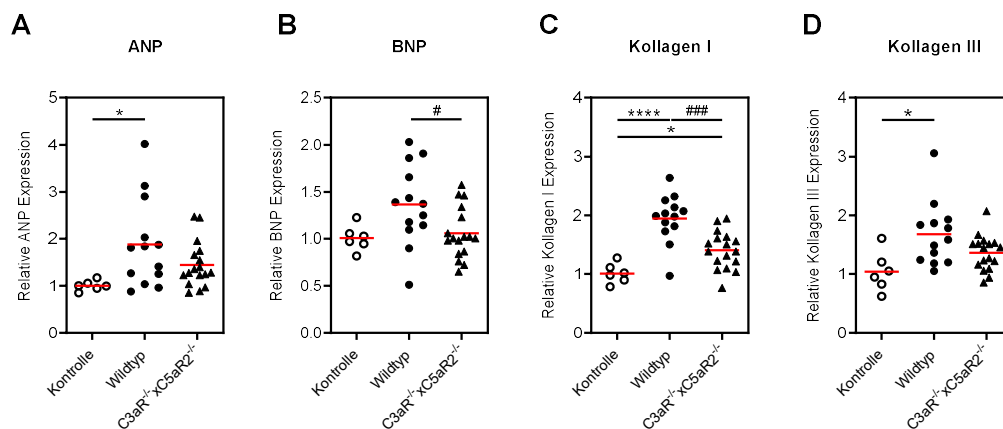 A
ANP
Relative ANP Expression
5
4
3
2
1
0
*
Kontrolle
Wildtyp
C3aR-/-xC5aR2-/-
B
BNP
Relative BNP Expression
2.5
2.0
1.5
1.0
0.5
0.0
#
Kontrolle
Wildtyp
C3aR-/-xC5aR2-/-
C
Kollagen I
Relative Kollagen I Expression
4
3
2
1
0
**** ###
*
Kontrolle
Wildtyp
C3aR-/-xC5aR2-/-
D
Kollagen III
Relative Kollagen III Expression
4
3
2
1
0
*
Kontrolle
Wildtyp
C3aR-/-xC5aR2-/-